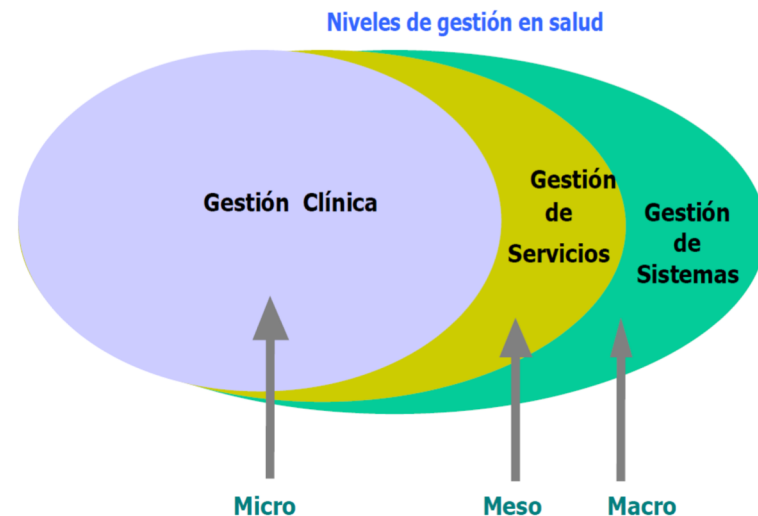 Niveles de gestión en salud
Gestión Clínica
Gestión
de
Servicios
Gestión
de
Sistemas
Micro
Meso
Macro